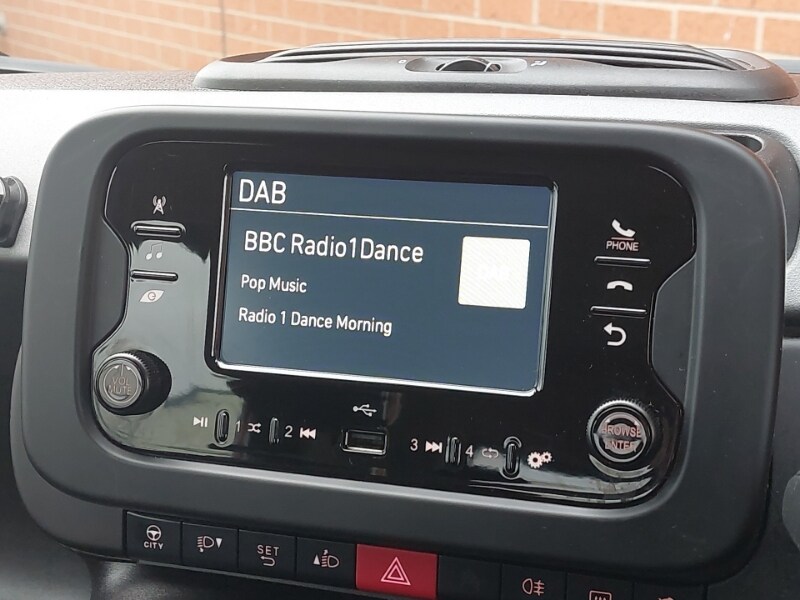 DAB
BBC Radio1Dance
Pop Music
Radio 1 Dance Morning
PHONE
VOL
MUTE
1
2
3
4
BROWSE
ENTER
CITY
SET